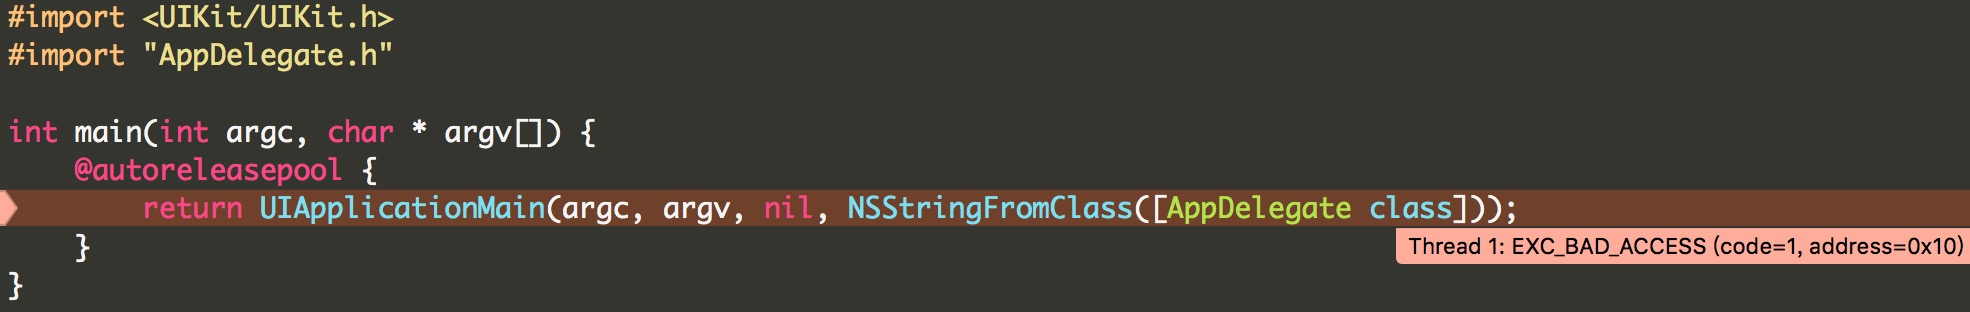 #import <UIKit/UIKit.h>
#import "AppDelegate.h"
int main(int argc, char * argv[]) {
@autoreleasepool {
return UIApplicationMain(argc, argv, nil, NSStringFromClass([AppDelegate class]));
Thread 1: EXC_BAD_ACCESS (code=1, address=0x10)
}
}